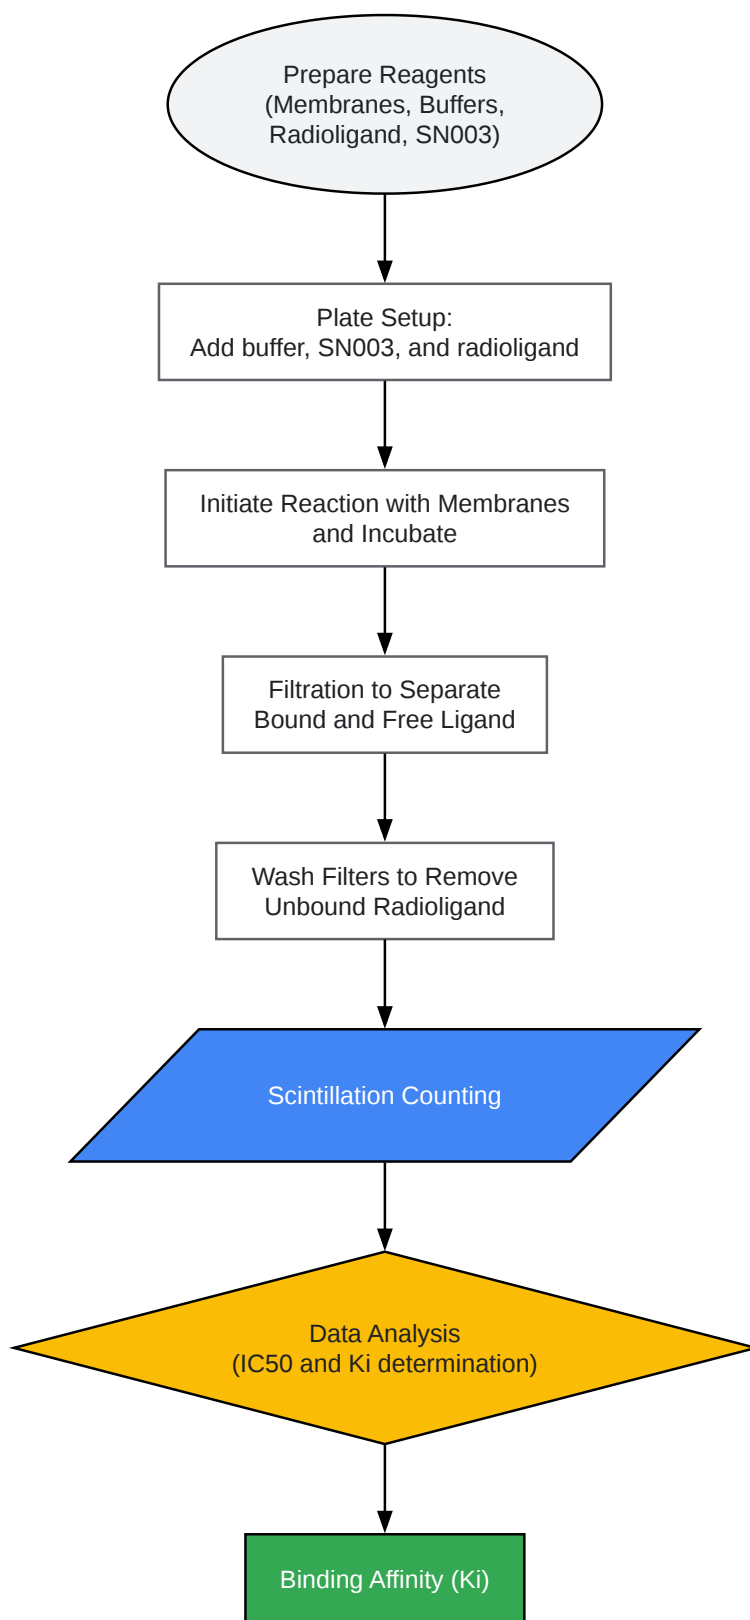 Prepare Reagents
(Membranes, Buffers,
Radioligand, SN003)
Plate Setup:
Add buffer, SN003, and radioligand
Initiate Reaction with Membranes
and Incubate
Filtration to Separate
Bound and Free Ligand
Wash Filters to Remove
Unbound Radioligand
Scintillation Counting
Data Analysis
(IC50 and Ki determination)
Binding Affinity (Ki)